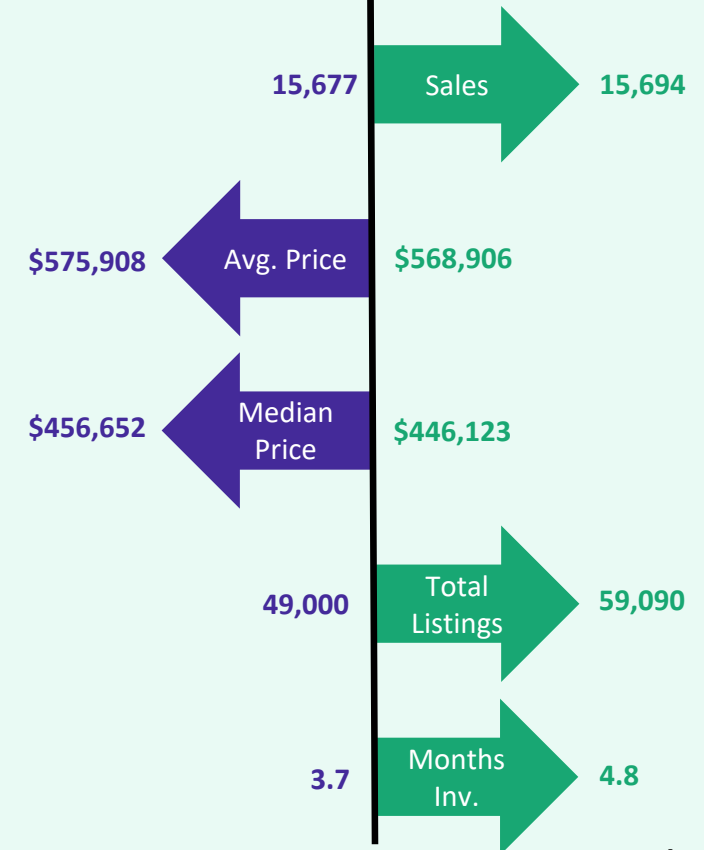 15,677 Sales 15,694
$575,908 Avg. Price $568,906
Median
$456,652 Price $446,123
Total
49,000 Listings 59,090
Months
3.7 Inv. 4.8